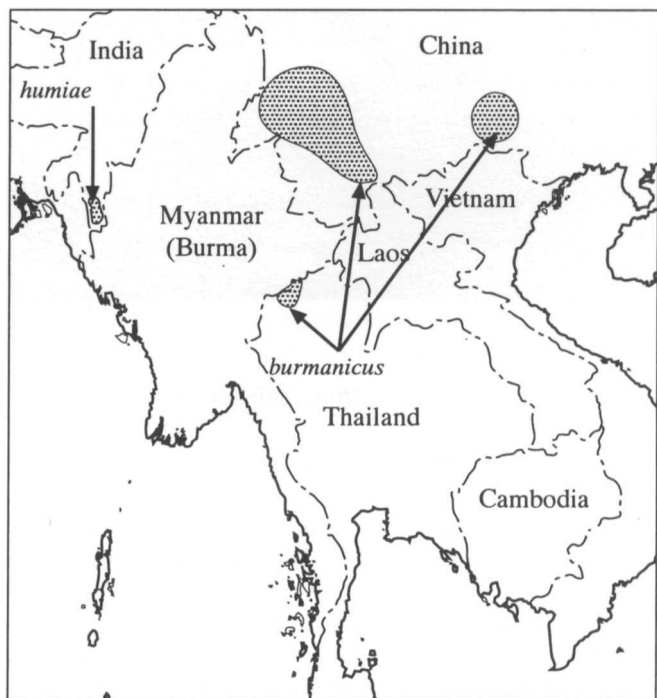 India
China
humiae
Myanmar
(Burma)
Vietnam
Laos
burmanicus
Thailand
Cambodia